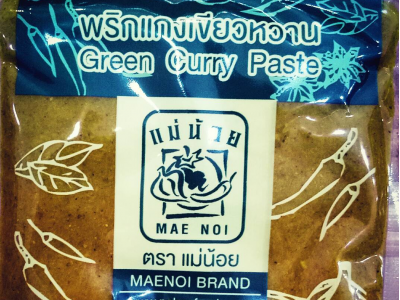 พริกแกงเขียวหวาน
Green Curry Paste
แม่น้อย
MAE NOI
ตรา แม่น้อย
MAENOI BRAND